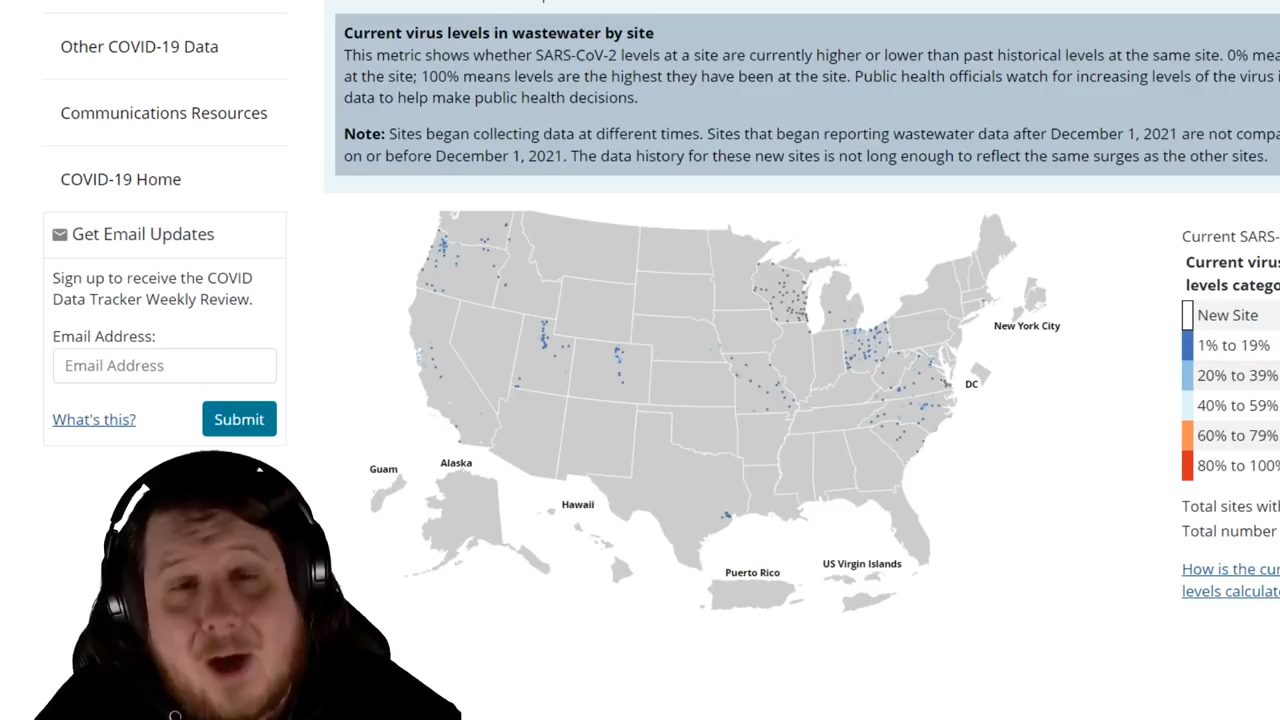 Other COVID-19 Data
Communications Resources
COVID-19 Home
Get Email Updates
Sign up to receive the COVID
Data Tracker Weekly Review.
Email Address:
Email Address
What's this?
Submit
Current virus levels in wastewater by site
This metric shows whether SARS-CoV-2 levels at a site are currently higher or lower than past historical levels at the same site. 0%
at the site; 100% means levels are the highest they have been at the site. Public health officials watch for increasing levels of the virus
data to help make public health decisions.
Note: Sites began collecting data at different times. Sites that began reporting wastewater data after December 1, 2021 are not
on or before December 1, 2021. The data history for these new sites is not long enough to reflect the same surges as the other sites.
New York City
DC
Guam
Alaska
Hawaii
Puerto Rico
US Virgin Islands
Current SARS-
Current
levels
New Site
1% to 19%
20% to 39%
40% to 59%
60% to 79%
80% to 100%
Total sites
Total number
How is the
levels